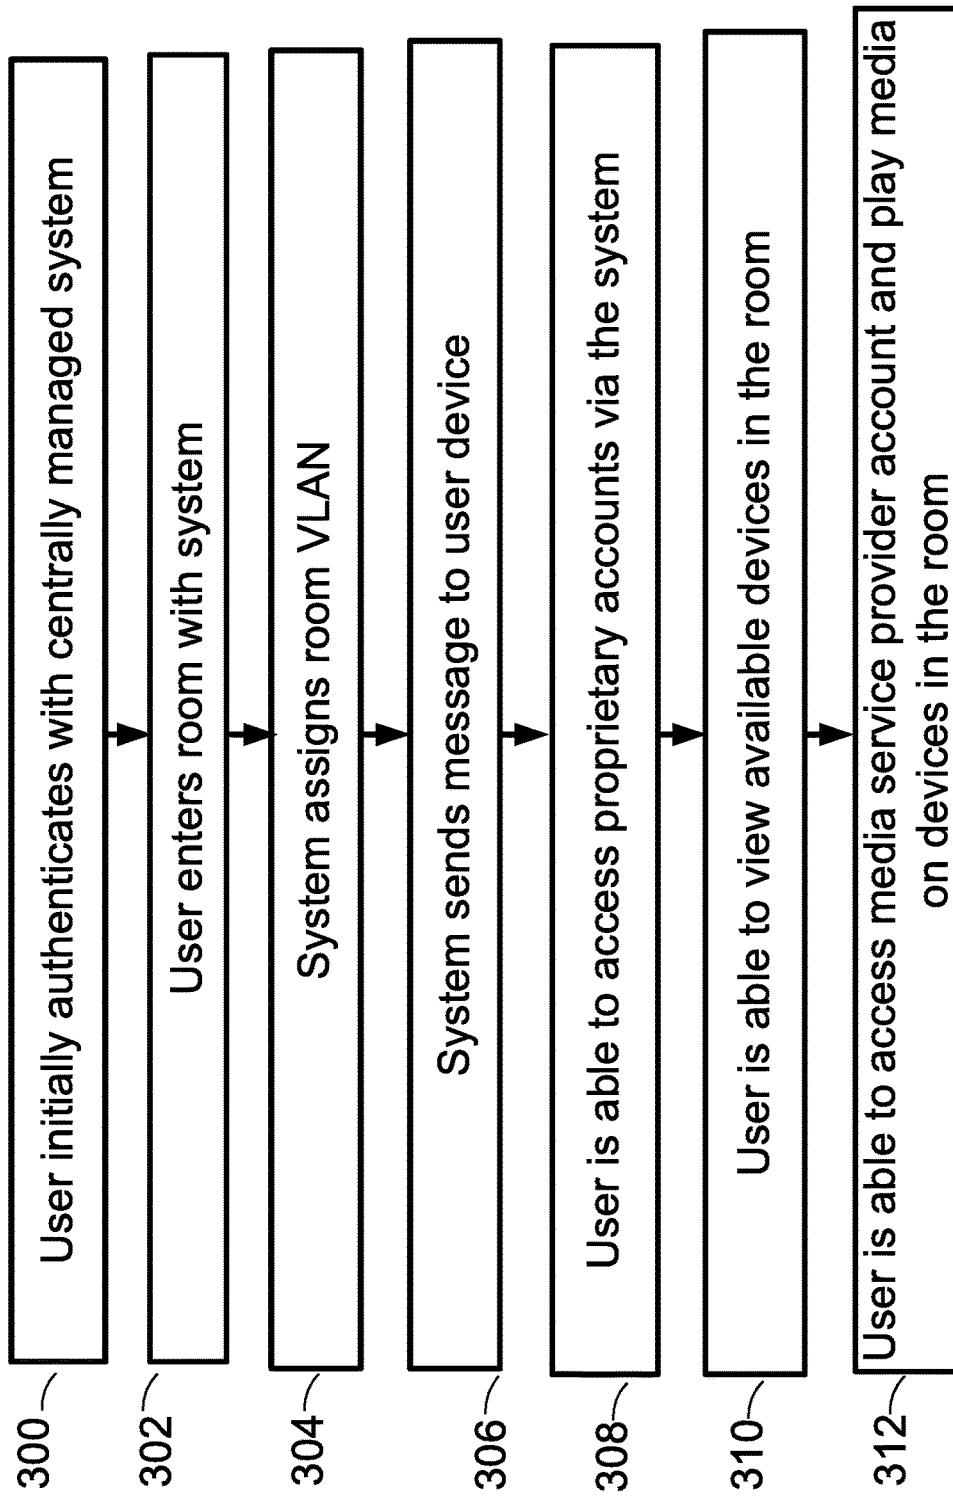 300
User initially authenticates with centrally managed system
302
User enters room with system
304
System assigns room VLAN
306
System sends message to user device
308
User is able to access proprietary accounts via the system
310
User is able to view available devices in the room
312
User is able to access media service provider account and play media
on devices in the room